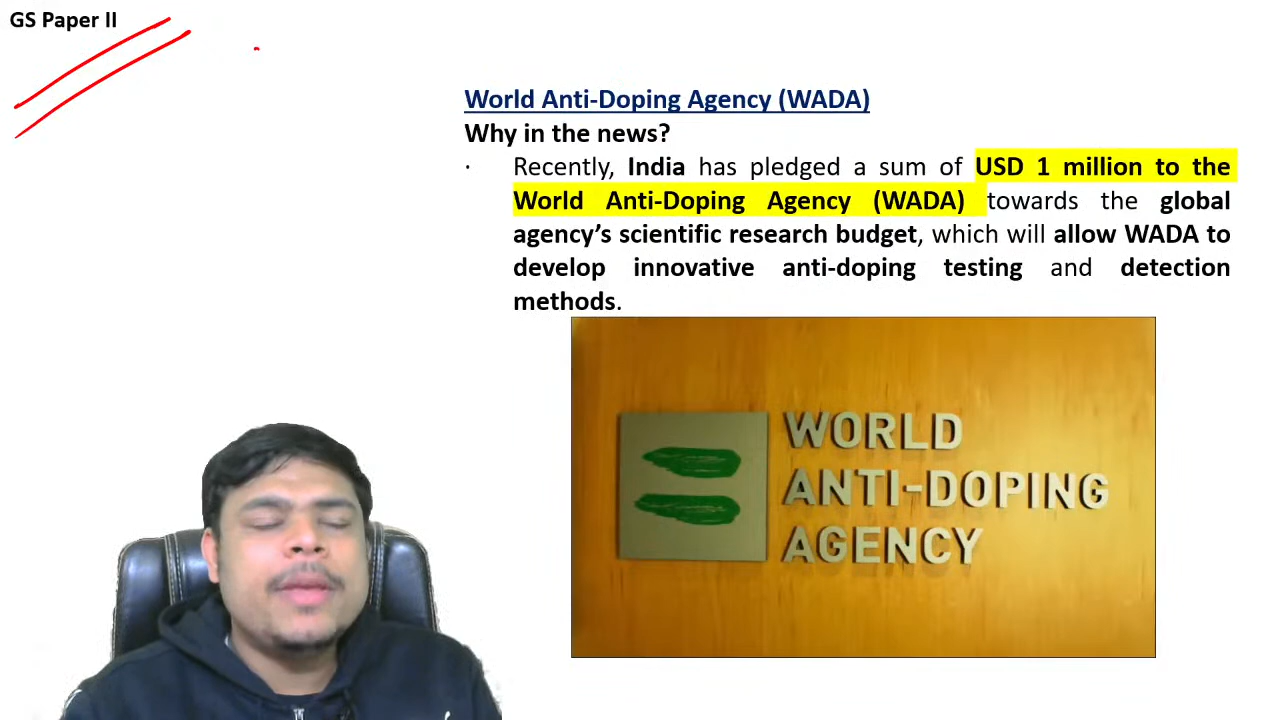 GS Paper II
World Anti-Doping Agency (WADA)
Why in the news?
· Recently, India has pledged a sum of USD 1 million to the
World Anti-Doping Agency (WADA) towards the global
agency’s scientific research budget, which will allow WADA to
develop innovative anti-doping testing and detection
methods.
WORLD
ANTI-DOPING
AGENCY